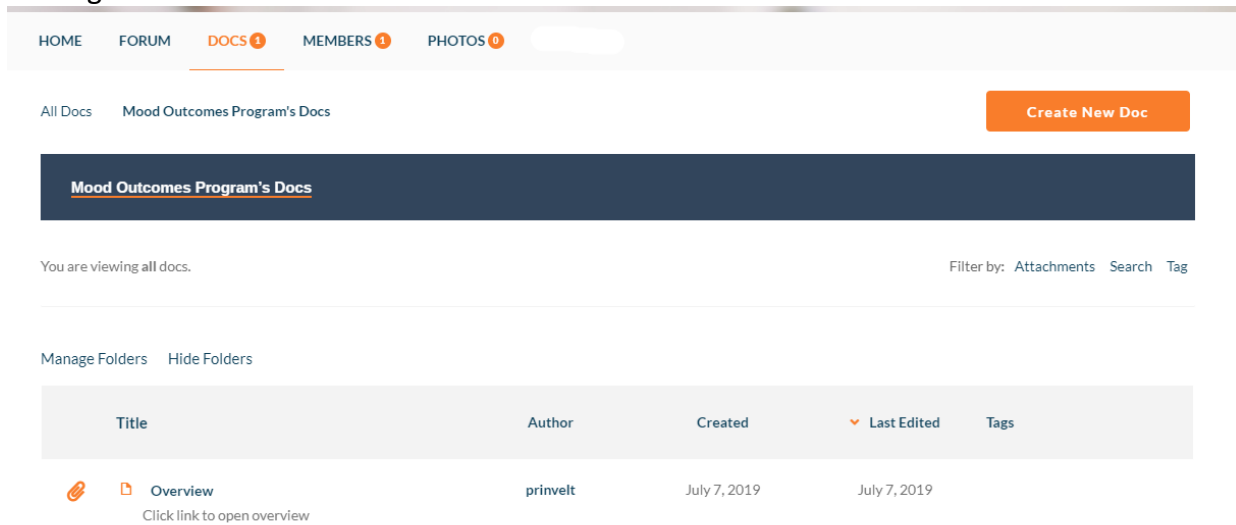 HOME FORUM DOCS 1 MEMBERS 1 PHOTOS 0
All Docs Mood Outcomes Program's Docs Create New Doc
Mood Outcomes Program's Docs
You are viewing all docs. Filter by: Attachments Search Tag
Manage Folders Hide Folders
Title Author Created Last Edited Tags
Overview prinvelt July 7, 2019 July 7, 2019
Click link to open overview